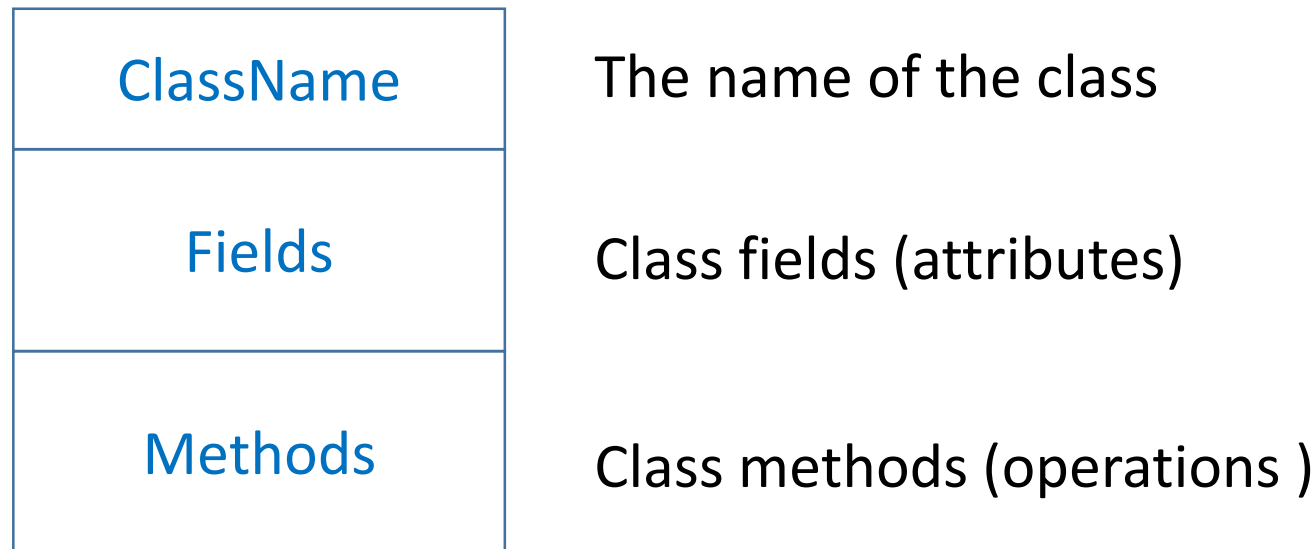 ClassName
The name of the class
Fields
Class fields (attributes)
Methods
Class methods (operations )